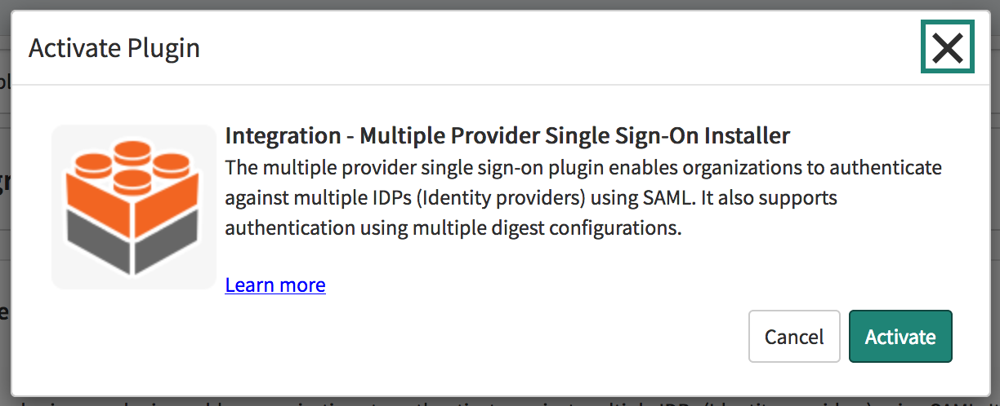 Activate Plugin
Integration - Multiple Provider Single Sign-On Installer
The multiple provider single sign-on plugin enables organizations to authenticate
against multiple IDPs (Identity providers) using SAML. It also supports
authentication using multiple digest configurations.
Learn more
Cancel
Activate